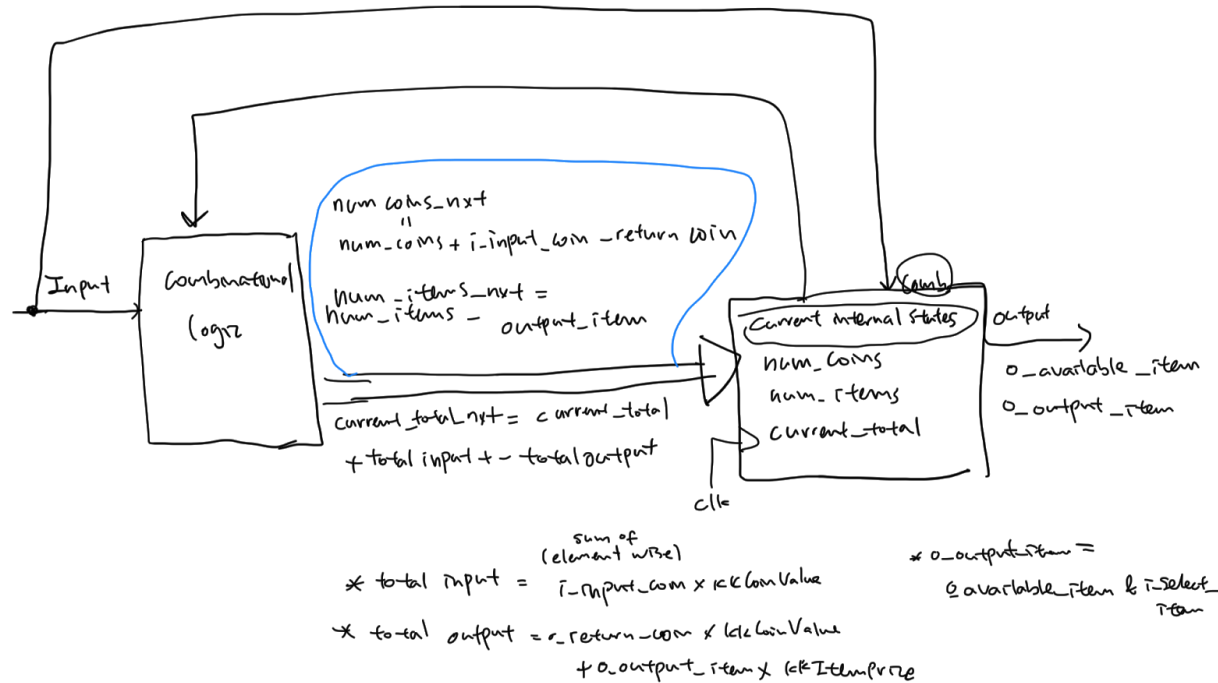 Input
Combinational
logic
num coins_nxt
=
num_coins + i_input_coin - return coin
num_items_nxt =
num_items - output_item
current_total_nxt = current_total
+ total input + - total output
Comb
Current internal states
num_coins
num_items
current_total
clk
output
o_available_item
o_output_item
sum of
(element wise)
* total input = i_input_coin x kkCoinValue
* total output = o_return_coin x kkCoinValue
+ o_output_item x kkItemPrice
* o_output_item =
o_available_item & i_select_
item